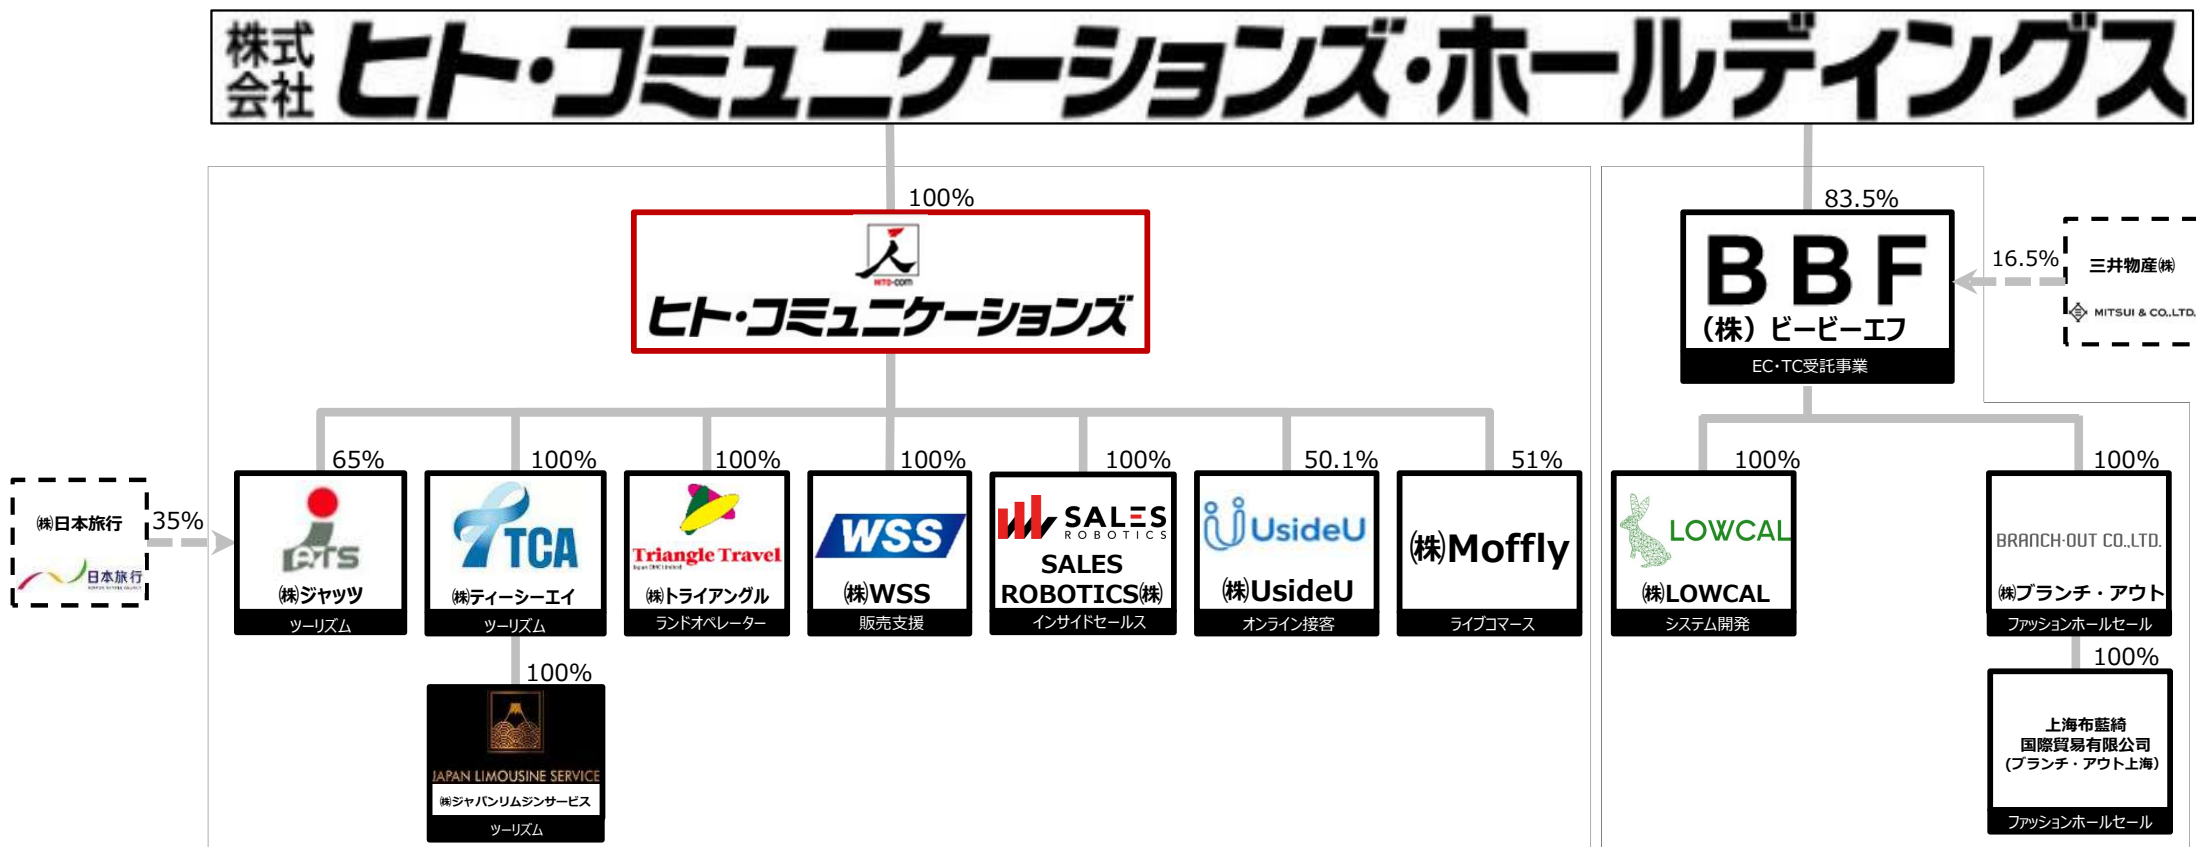 株式会社 ヒト・コミュニケーションズ・ホールディングス
100%
HITO-COM
ヒト・コミュニケーションズ
83.5%
BBF
(株) ビービーエフ
EC・TC受託事業
16.5%
三井物産㈱
MITSUI & CO.,LTD.
㈱日本旅行
日本旅行
35%
65%
㈱ジャッツ
ツーリズム
100%
TCA
㈱ティーシーエイ
ツーリズム
100%
Triangle Travel
Japan DMC Limited
㈱トライアングル
ランドオペレーター
100%
WSS
㈱WSS
販売支援
100%
SALES
ROBOTICS
SALES
ROBOTICS㈱
インサイドセールス
50.1%
UsideU
㈱UsideU
オンライン接客
51%
㈱Moffly
ライブコマース
100%
LOWCAL
㈱LOWCAL
システム開発
100%
BRANCH-OUT CO.,LTD.
㈱ブランチ・アウト
ファッションホールセール
100%
JAPAN LIMOUSINE SERVICE
㈱ジャパンリムジンサービス
ツーリズム
100%
上海布藍綺
国際貿易有限公司
(ブランチ・アウト上海)
ファッションホールセール